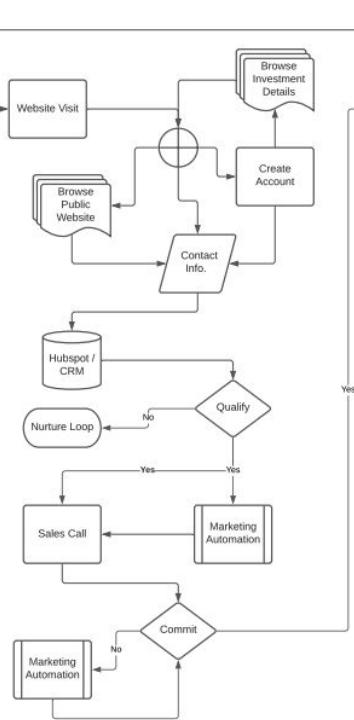 Browse
Investment
Details
Website Visit
Create
Account
Browse
Public
Website
Contact
Info.
Hubspot /
CRM
Yes
Qualify
No
Nurture Loop
Yes
Yes
Sales Call
Marketing
Automation
Commit
No
Marketing
Automation